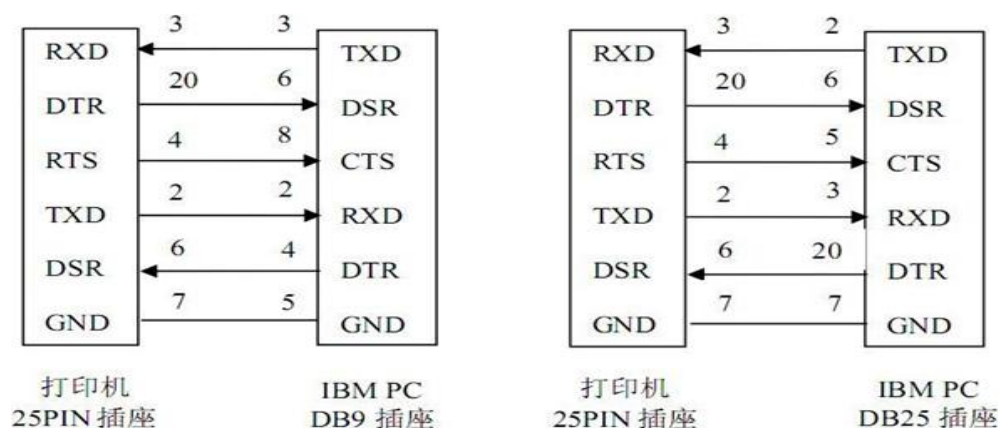 3 3
RXD TXD
20 6
DTR DSR
4 8
RTS CTS
2 2
TXD RXD
6 4
DSR DTR
7 5
GND GND
打印机 IBM PC
25PIN 插座 DB9 插座
3 2
RXD TXD
20 6
DTR DSR
4 5
RTS CTS
2 3
TXD RXD
6 20
DSR DTR
7 7
GND GND
打印机 IBM PC
25PIN 插座 DB25 插座